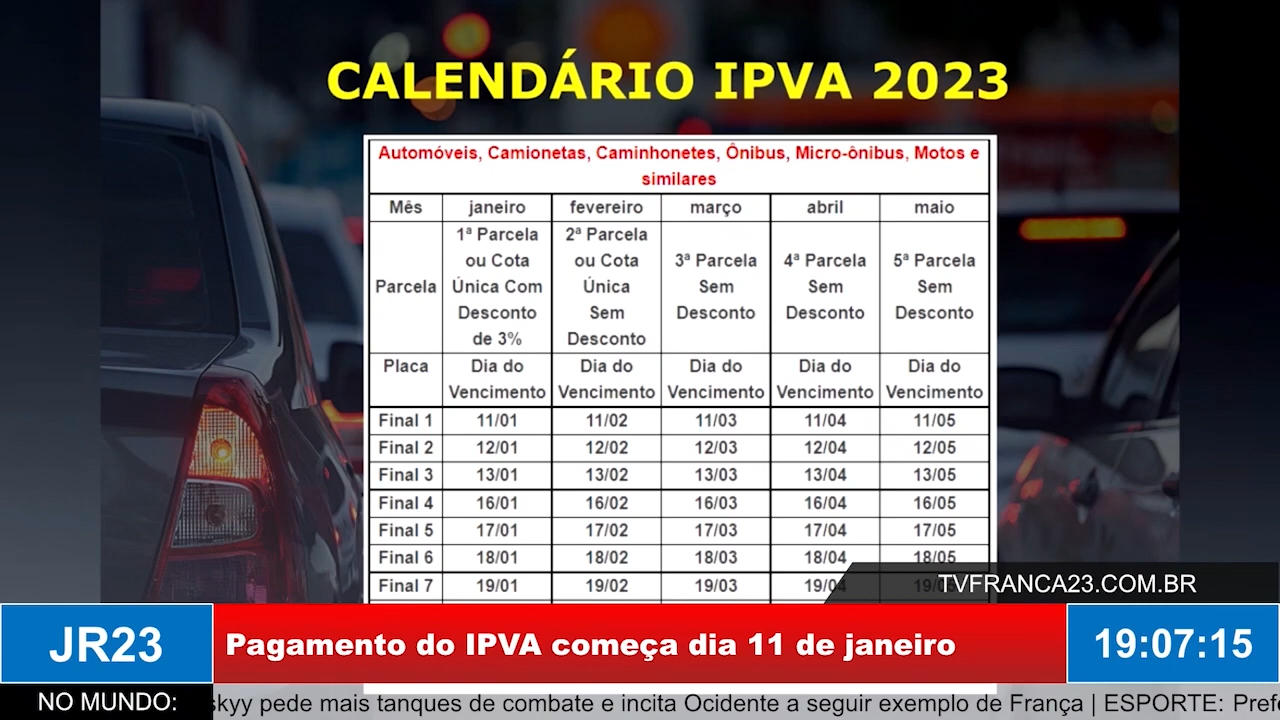 CALENDÁRIO IPVA 2023
Automóveis, Camionetas, Caminhonetes, Ônibus, Micro-ônibus, Motos e
similares
Mês janeiro fevereiro março abril maio
Parcela
1ª Parcela
ou Cota
Única Com
Desconto
de 3%
2ª Parcela
ou Cota
Única
Sem
Desconto
3ª Parcela
Sem
Desconto
4ª Parcela
Sem
Desconto
5ª Parcela
Sem
Desconto
Placa
Dia do
Vencimento
Dia do
Vencimento
Dia do
Vencimento
Dia do
Vencimento
Dia do
Vencimento
Final 1 11/01 11/02 11/03 11/04 11/05
Final 2 12/01 12/02 12/03 12/04 12/05
Final 3 13/01 13/02 13/03 13/04 13/05
Final 4 16/01 16/02 16/03 16/04 16/05
Final 5 17/01 17/02 17/03 17/04 17/05
Final 6 18/01 18/02 18/03 18/04 18/05
Final 7 19/01 19/02 19/03 19/04
TVFRANCA23.COM.BR
JR23
Pagamento do IPVA começa dia 11 de janeiro
19:07:15
NO MUNDO:
skyy pede mais tanques de combate e incita Ocidente a seguir exemplo de França | ESPORTE: Pref